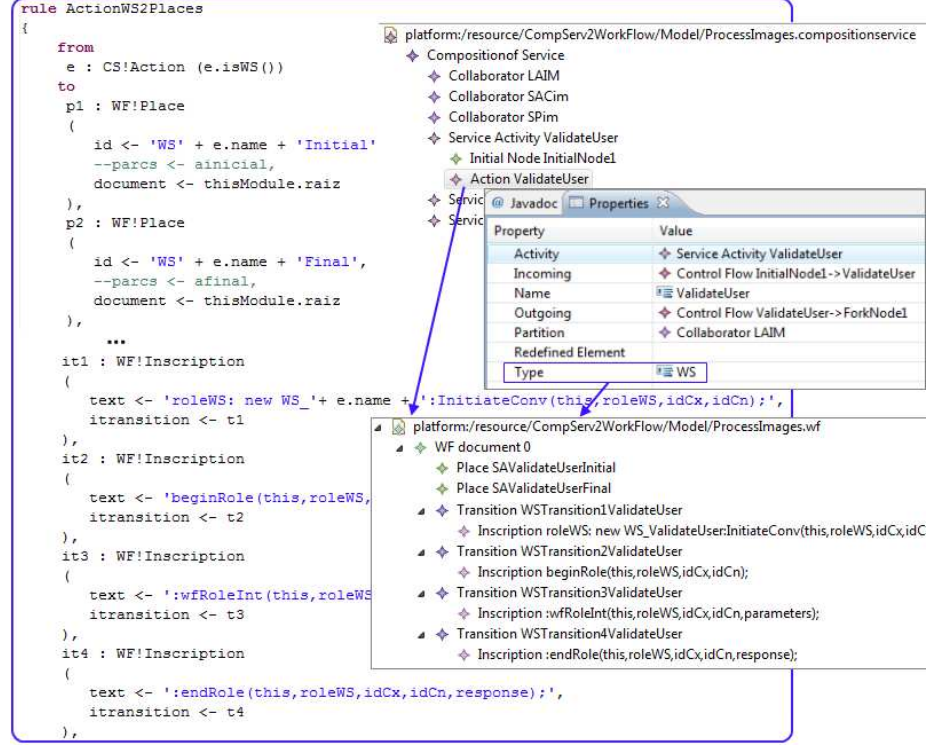 rule ActionWS2Places
{
from
e : CS!Action (e.isWS())
to
p1 : WF!Place
(
id <- 'WS' + e.name + 'Initial'
--parcs <- ainicial,
document <- thisModule.raiz
),
p2 : WF!Place
(
id <- 'WS' + e.name + 'Final',
--parcs <- afinal,
document <- thisModule.raiz
),
...
it1 : WF!Inscription
(
text <- 'roleWS: new WS_'+ e.name + ':InitiateConv(this,roleWS,idCx,idCn);',
itransition <- t1
),
it2 : WF!Inscription
(
text <- 'beginRole(this,roleWS,
itransition <- t2
),
it3 : WF!Inscription
(
text <- ':wfRoleInt(this,roleWS
itransition <- t3
),
it4 : WF!Inscription
(
text <- ':endRole(this,roleWS,idCx,idCn,response);',
itransition <- t4
),
platform:/resource/CompServ2WorkFlow/Model/ProcessImages.compositionservice
Compositionof Service
Collaborator LAIM
Collaborator SACim
Collaborator SPim
Service Activity ValidateUser
Initial Node InitialNode1
Action ValidateUser
Servic
Servic
@ Javadoc Properties
Property Value
Activity Service Activity ValidateUser
Incoming Control Flow InitialNode1->ValidateUser
Name ValidateUser
Outgoing Control Flow ValidateUser->ForkNode1
Partition Collaborator LAIM
Redefined Element
Type WS
platform:/resource/CompServ2WorkFlow/Model/ProcessImages.wf
WF document 0
Place SAValidateUserInitial
Place SAValidateUserFinal
Transition WSTransition1ValidateUser
Inscription roleWS: new WS_ValidateUser:InitiateConv(this,roleWS,idCx,idC
Transition WSTransition2ValidateUser
Inscription beginRole(this,roleWS,idCx,idCn);
Transition WSTransition3ValidateUser
Inscription :wfRoleInt(this,roleWS,idCx,idCn,parameters);
Transition WSTransition4ValidateUser
Inscription :endRole(this,roleWS,idCx,idCn,response);